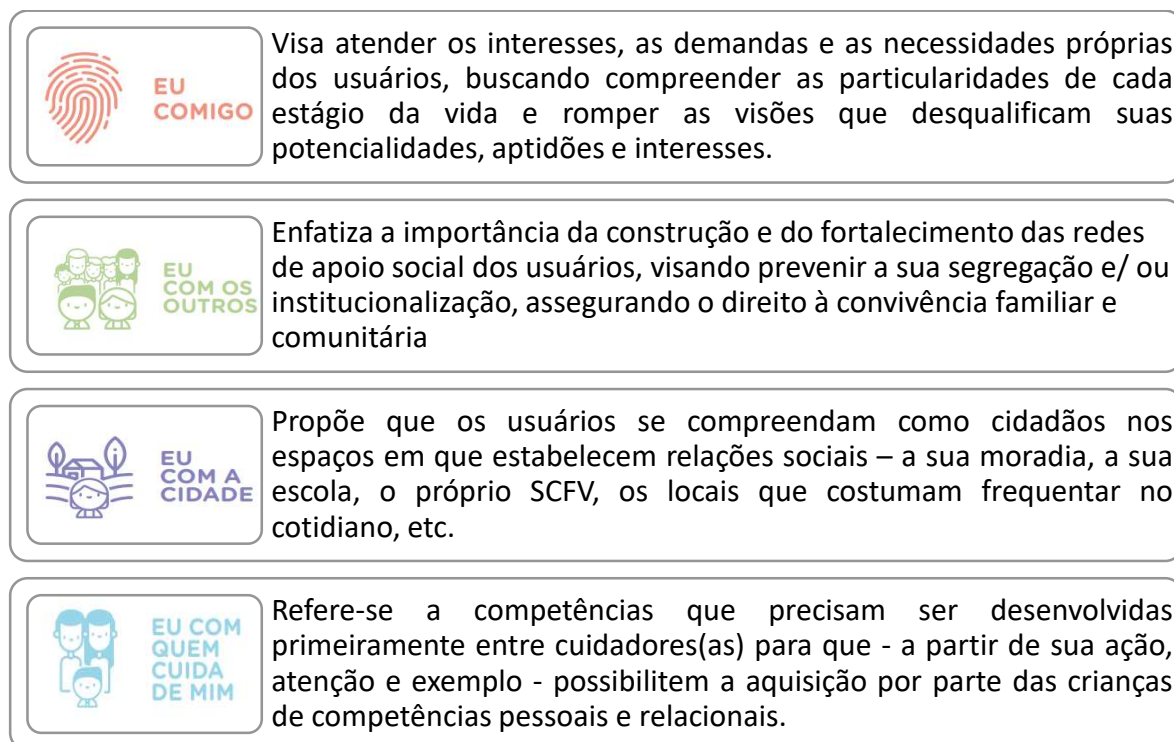 EU
COMIGO
Visa atender os interesses, as demandas e as necessidades próprias
dos usuários, buscando compreender as particularidades de cada
estágio da vida e romper as visões que desqualificam suas
potencialidades, aptidões e interesses.
EU
COM OS
OUTROS
Enfatiza a importância da construção e do fortalecimento das redes
de apoio social dos usuários, visando prevenir a sua segregação e/ ou
institucionalização, assegurando o direito à convivência familiar e
comunitária
EU
COM A
CIDADE
Propõe que os usuários se compreendam como cidadãos nos
espaços em que estabelecem relações sociais – a sua moradia, a sua
escola, o próprio SCFV, os locais que costumam frequentar no
cotidiano, etc.
EU COM
QUEM
CUIDA
DE MIM
Refere-se a competências que precisam ser desenvolvidas
primeiramente entre cuidadores(as) para que - a partir de sua ação,
atenção e exemplo - possibilitem a aquisição por parte das crianças
de competências pessoais e relacionais.